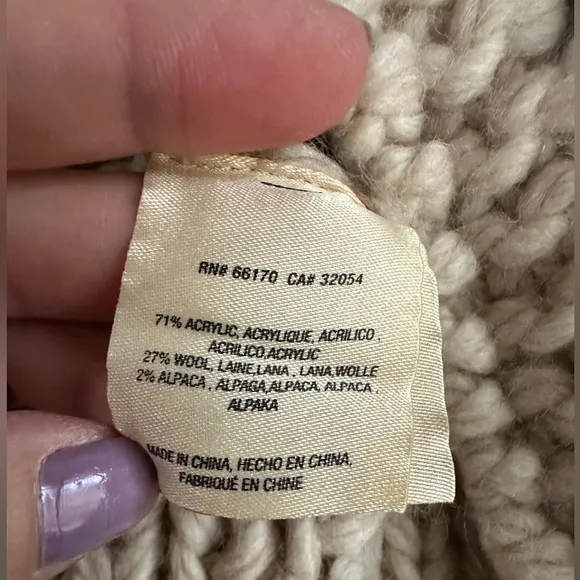 RN# 66170 CA# 32054
71% ACRYLIC, ACRYLIQUE, ACRILICO,
ACRILICO,ACRYLIC
27% WOOL, LAINE,LANA, LANA,WOLLE
2% ALPACA, ALPAGA,ALPACA, ALPACA,
ALPAKA
MADE IN CHINA, HECHO EN CHINA,
FABRIQUÉ EN CHINE